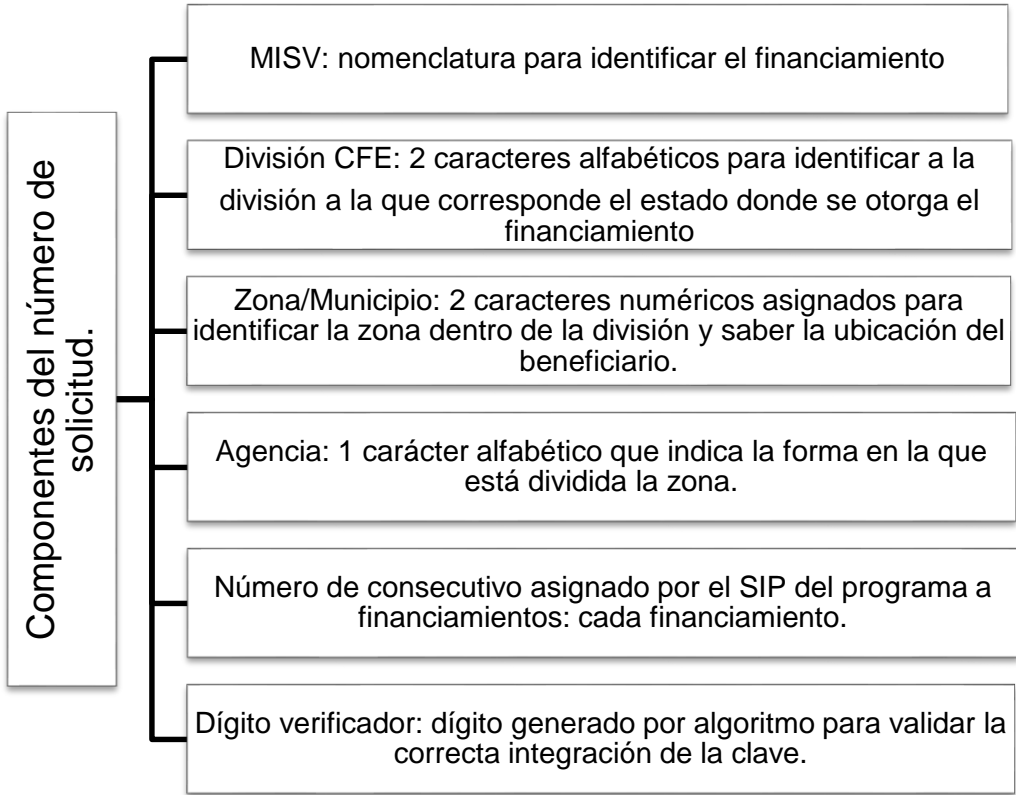 Componentes del número de
solicitud.
MISV: nomenclatura para identificar el financiamiento
División CFE: 2 caracteres alfabéticos para identificar a la
división a la que corresponde el estado donde se otorga el
financiamiento
Zona/Municipio: 2 caracteres numéricos asignados para
identificar la zona dentro de la división y saber la ubicación del
beneficiario.
Agencia: 1 carácter alfabético que indica la forma en la que
está dividida la zona.
Número de consecutivo asignado por el SIP del programa a
financiamientos: cada financiamiento.
Dígito verificador: dígito generado por algoritmo para validar la
correcta integración de la clave.